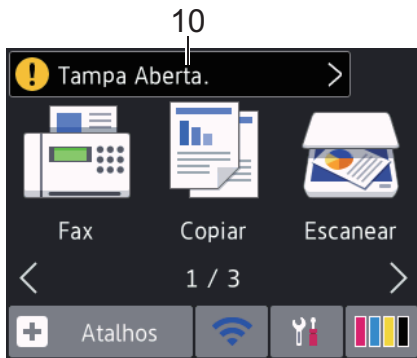 10
Tampa Aberta.
Fax Copiar Escanear
1 / 3
Atalhos